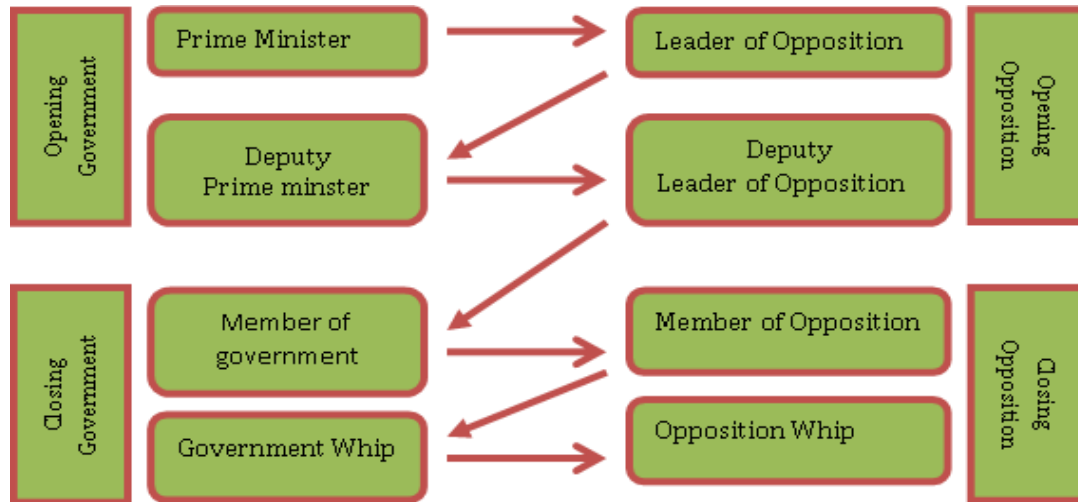 Opening
Government
Prime Minister
Leader of Opposition
Opening
Opposition
Deputy
Prime minster
Deputy
Leader of Opposition
Closing
Government
Member of
government
Member of Opposition
Closing
Opposition
Government Whip
Opposition Whip